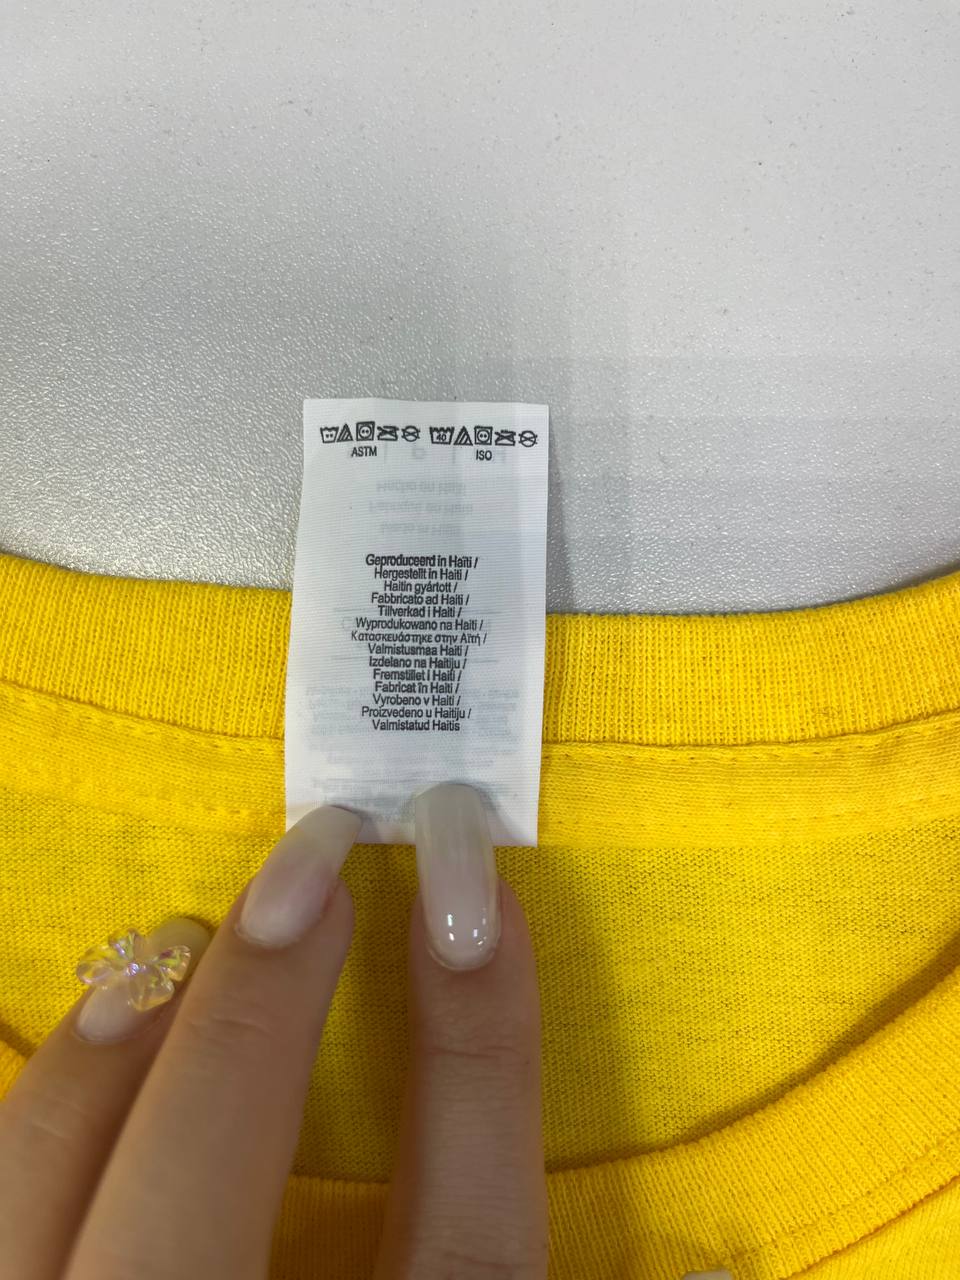 40
ASTM ISO
Geproduceerd in Haïti /
Hergestellt in Haiti /
Haitin gyártott /
Fabbricato ad Haiti /
Tillverkad i Haiti /
Wyprodukowano na Haiti /
Κατασκευάστηκε στην Αϊτή /
Valmistusmaa Haiti /
Izdelano na Haitiju /
Fremstillet i Haiti /
Fabricat în Haiti /
Vyrobeno v Haiti /
Proizvedeno u Haitiju /
Valmistatud Haitis